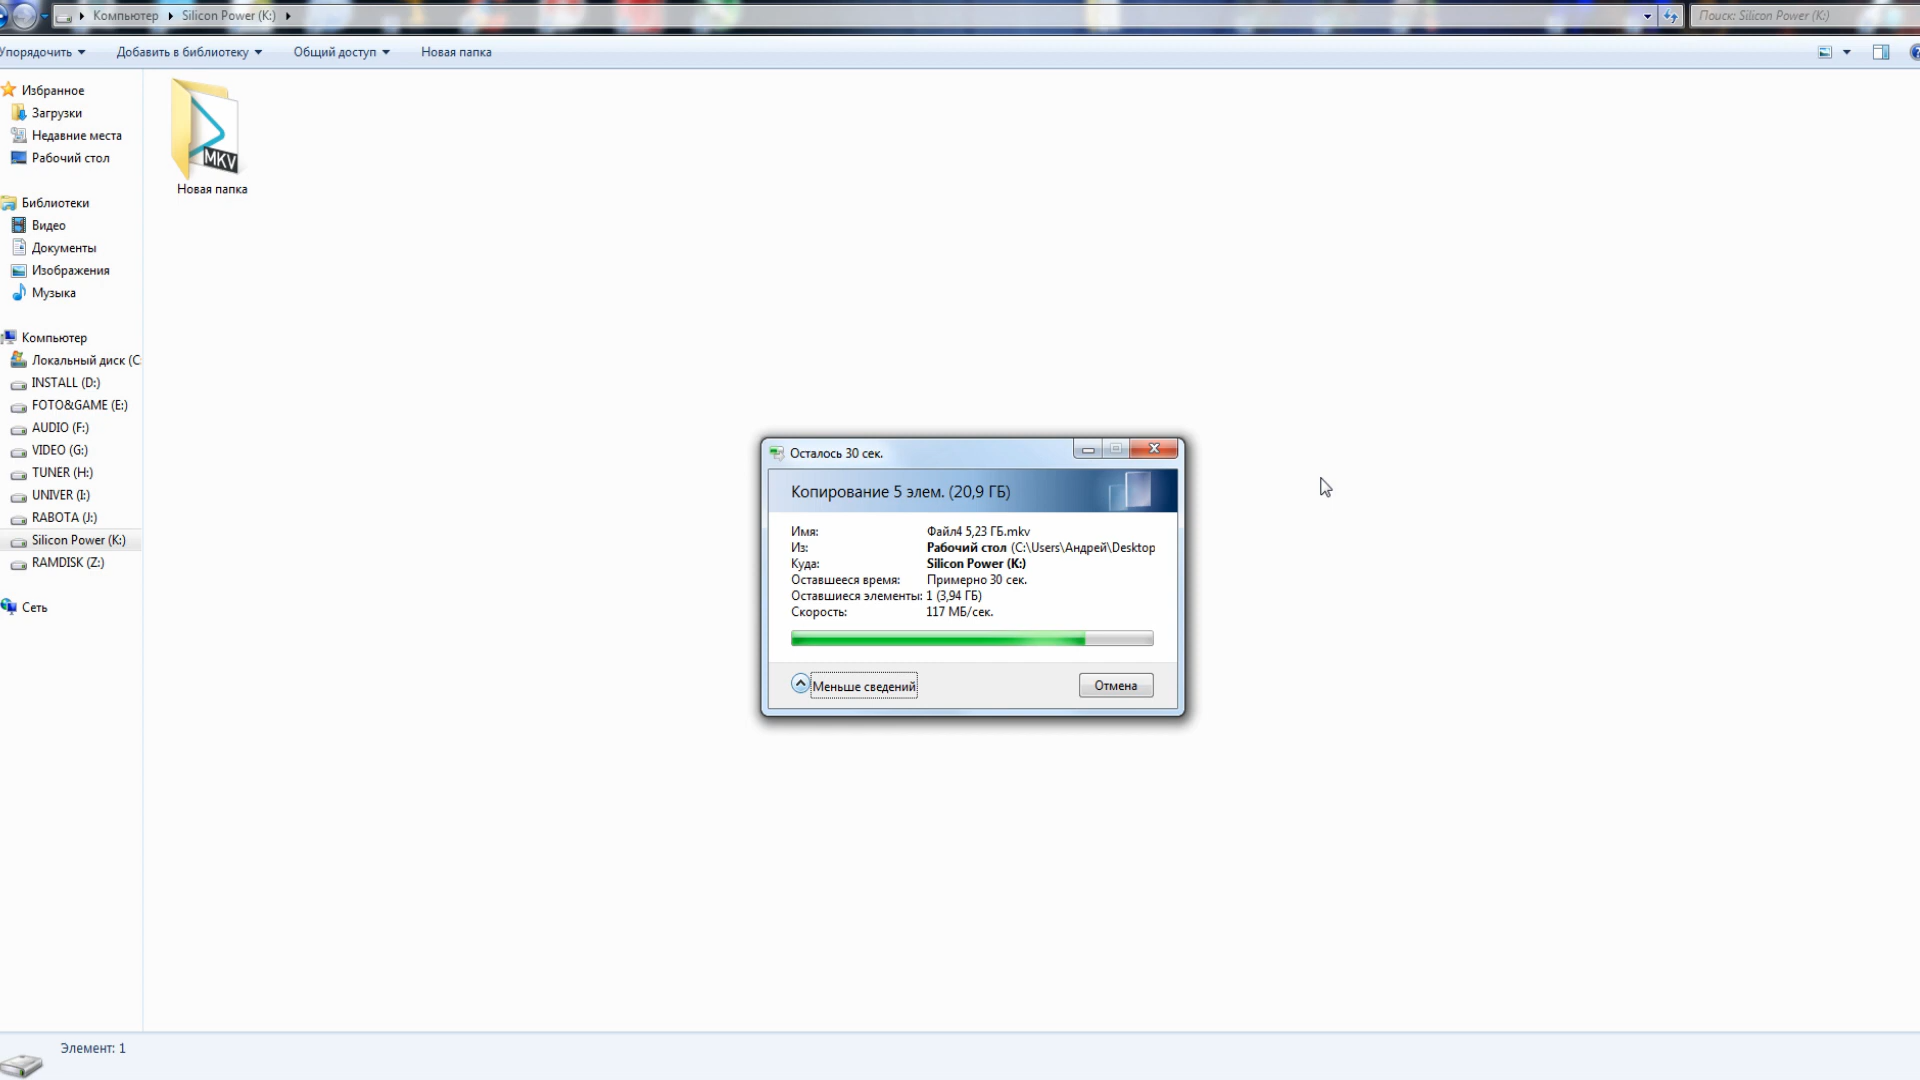 Компьютер
Silicon Power (K:)
Поиск: Silicon Power (K:)
Упорядочить
Добавить в библиотеку
Общий доступ
Новая папка
Избранное
Загрузки
Недавние места
Рабочий стол
Библиотеки
Видео
Документы
Изображения
Музыка
Компьютер
Локальный диск (C:
INSTALL (D:)
FOTO&GAME (E:)
AUDIO (F:)
VIDEO (G:)
TUNER (H:)
UNIVER (I:)
RABOTA (J:)
Silicon Power (K:)
RAMDISK (Z:)
Сеть
MKV
Новая папка
Осталось 30 сек.
Копирование 5 элем. (20,9 ГБ)
Имя: Файл4 5,23 ГБ.mkv
Из: Рабочий стол (C:\Users\Андрей\Desktop
Куда: Silicon Power (K:)
Оставшееся время: Примерно 30 сек.
Оставшиеся элементы: 1 (3,94 ГБ)
Скорость: 117 МБ/сек.
Меньше сведений
Отмена
Элемент: 1